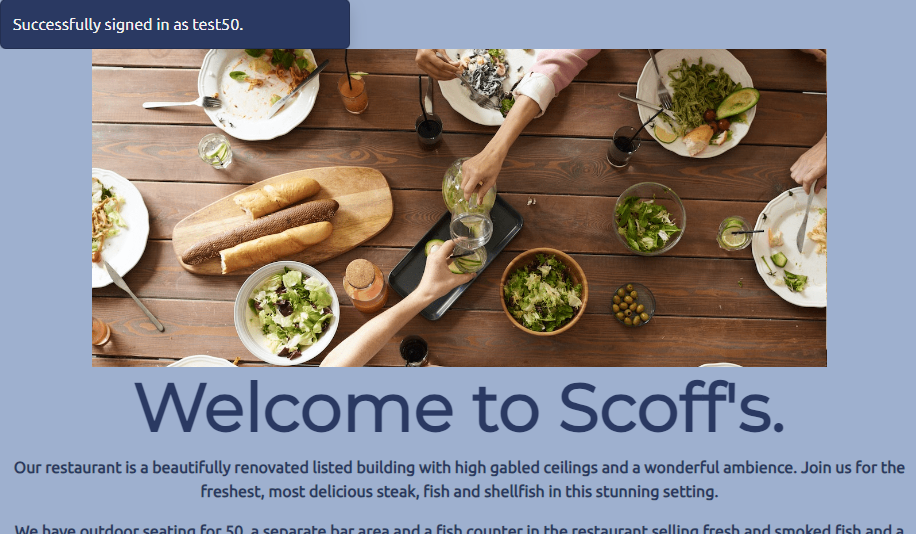 Successfully signed in as test50.
Welcome to Scoff's.
Our restaurant is a beautifully renovated listed building with high gabled ceilings and a wonderful ambience. Join us for the
freshest, most delicious steak, fish and shellfish in this stunning setting.
We have outdoor seating for 50, a separate bar area and a fish counter in the restaurant selling fresh and smoked fish and a